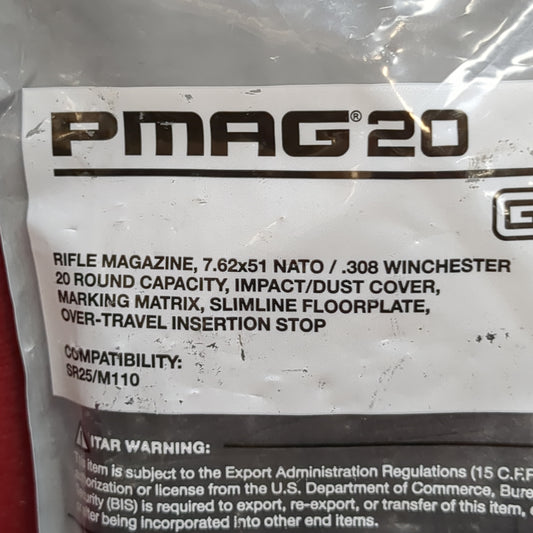 PMAG® 20
G
RIFLE MAGAZINE, 7.62x51 NATO / .308 WINCHESTER
20 ROUND CAPACITY, IMPACT/DUST COVER,
MARKING MATRIX, SLIMLINE FLOORPLATE,
OVER-TRAVEL INSERTION STOP
COMPATIBILITY:
SR25/M110
ITAR WARNING:
This item is subject to the Export Administration Regulations (15 C.F.R
or license from the U.S. Department of Commerce, Bure
(BIS) is required to export, re-export, or transfer of this item, e
being incorporated into other end items.